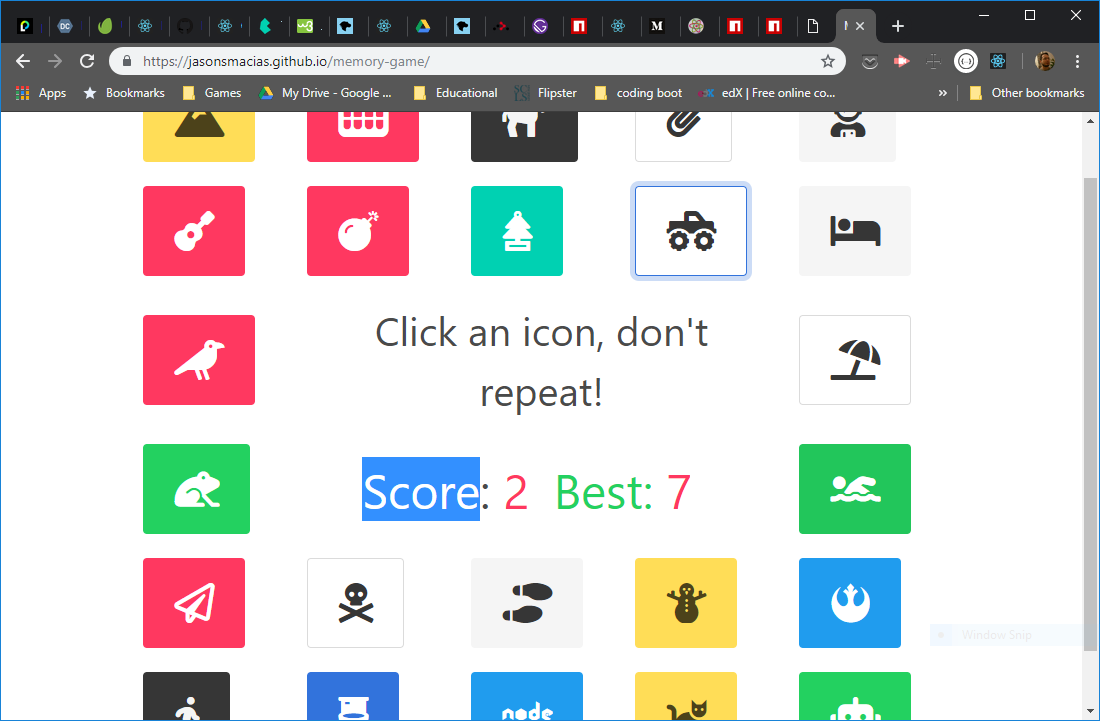 https://jasonsmacias.github.io/memory-game/
Apps Bookmarks Games My Drive - Google ... Educational Flipster coding boot edX | Free online co... » Other bookmarks
Click an icon, don't
repeat!
Score: 2 Best: 7
Window Snip
node